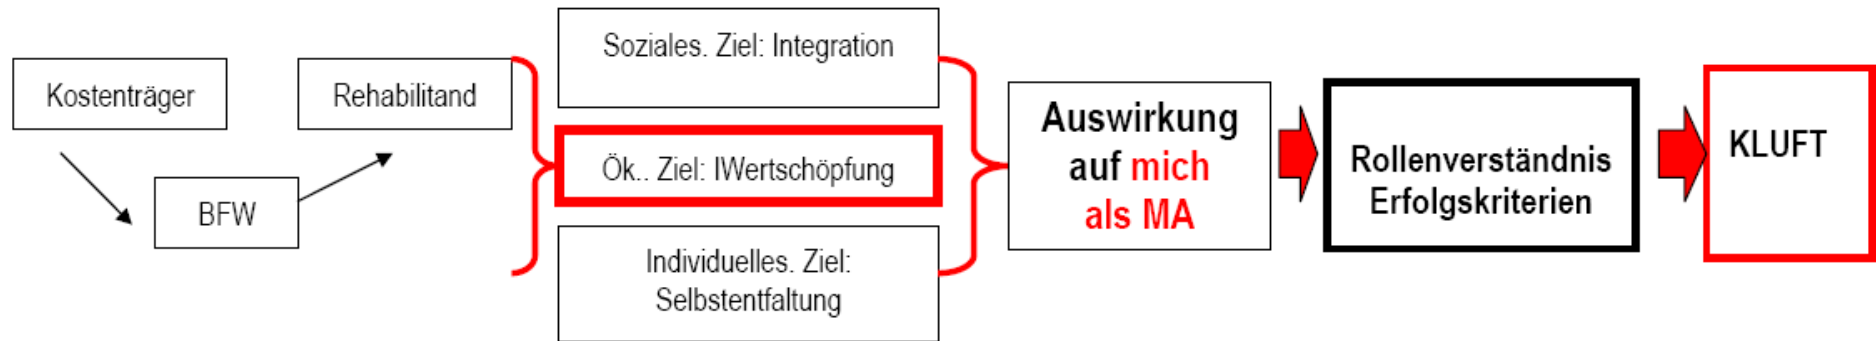 Kostenträger
Rehabilitand
BFW
Soziales. Ziel: Integration
Ök.. Ziel: IWertschöpfung
Individuelles. Ziel:
Selbstentfaltung
Auswirkung
auf mich
als MA
Rollenverständnis
Erfolgskriterien
KLUFT